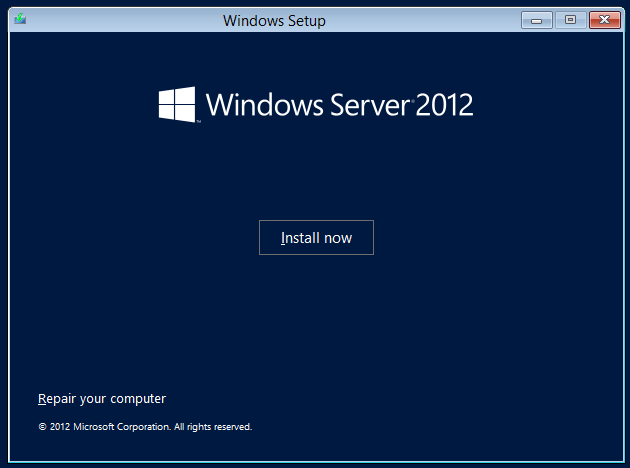 Windows Setup
Windows Server® 2012
Install now
Repair your computer
© 2012 Microsoft Corporation. All rights reserved.